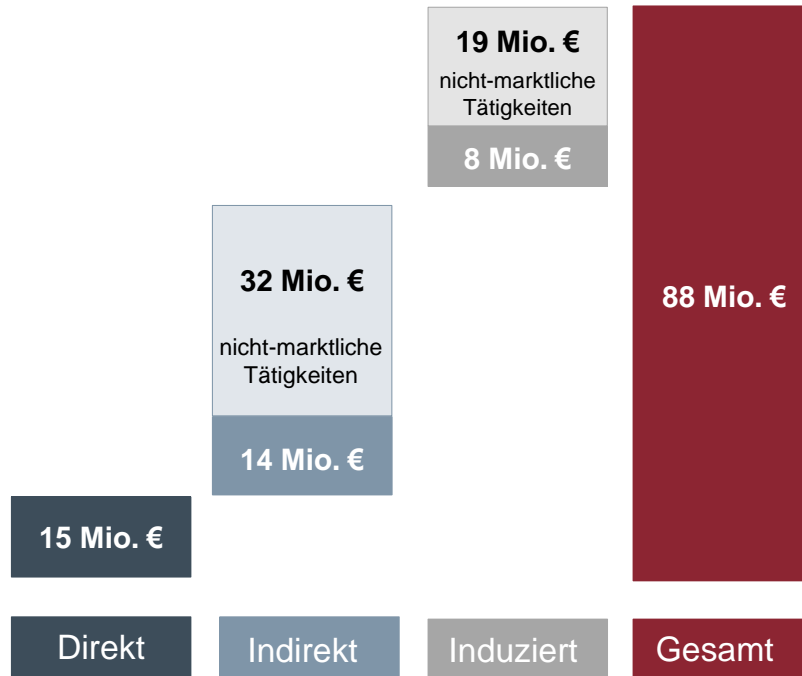 19 Mio. €
nicht-marktliche
Tätigkeiten
8 Mio. €
32 Mio. €
nicht-marktliche
Tätigkeiten
14 Mio. €
88 Mio. €
15 Mio. €
Direkt
Indirekt
Induziert
Gesamt